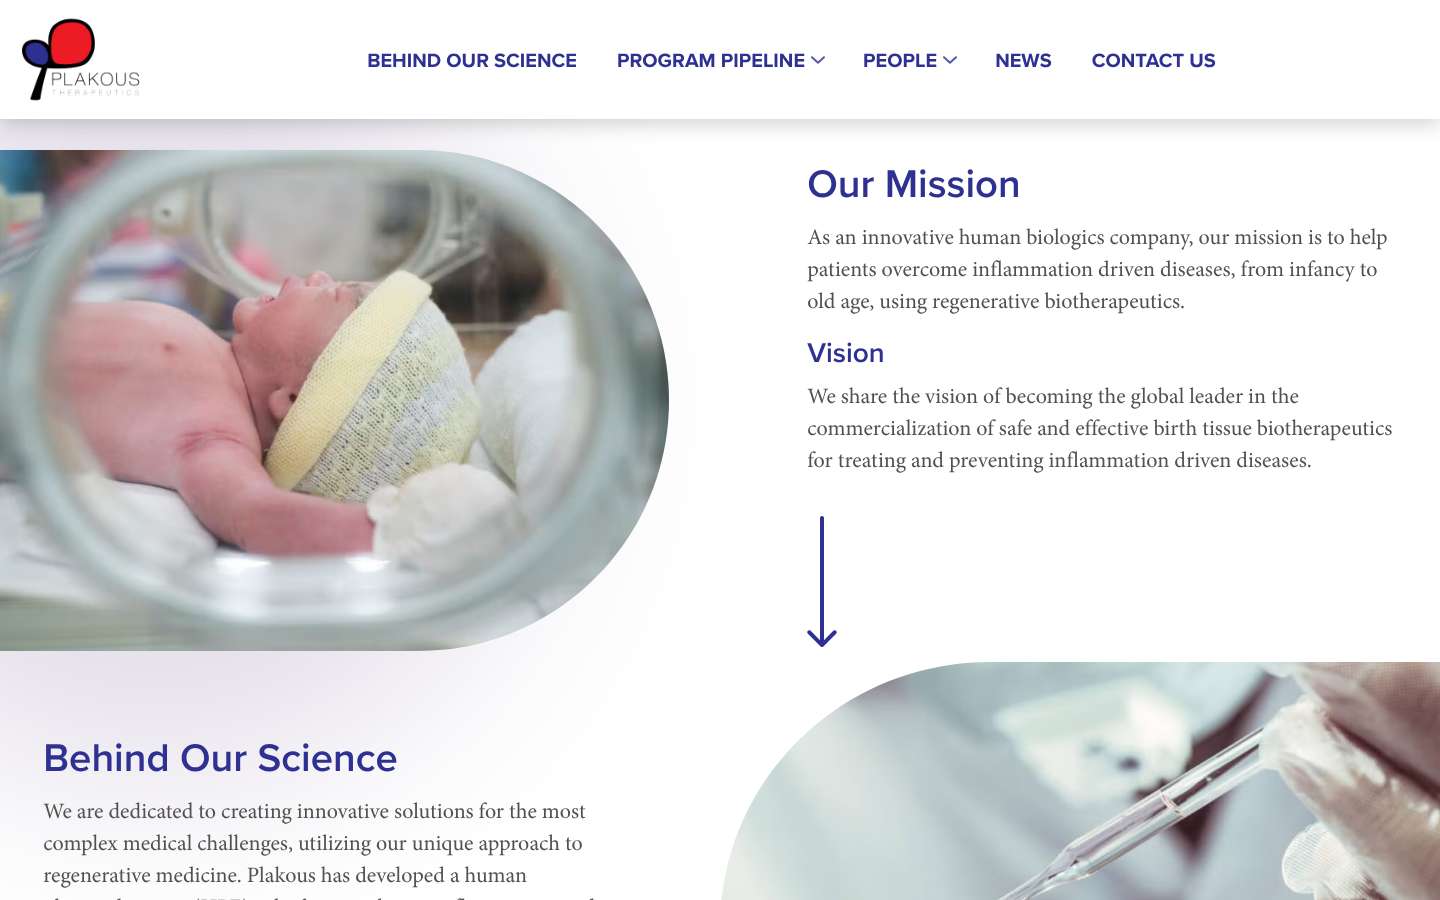 PLAKOUS
THERAPEUTICS
BEHIND OUR SCIENCE
PROGRAM PIPELINE
PEOPLE
NEWS
CONTACT US
Our Mission
As an innovative human biologics company, our mission is to help
patients overcome inflammation driven diseases, from infancy to
old age, using regenerative biotherapeutics.
Vision
We share the vision of becoming the global leader in the
commercialization of safe and effective birth tissue biotherapeutics
for treating and preventing inflammation driven diseases.
Behind Our Science
We are dedicated to creating innovative solutions for the most
complex medical challenges, utilizing our unique approach to
regenerative medicine. Plakous has developed a human